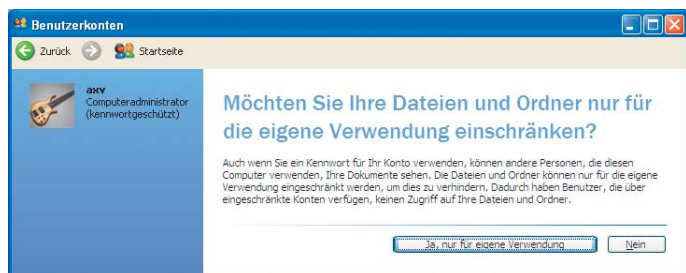 Benutzerkonten
Zurück Startseite
axv
Computeradministrator
(kennwortgeschützt)
Möchten Sie Ihre Dateien und Ordner nur für
die eigene Verwendung einschränken?
Auch wenn Sie ein Kennwort für Ihr Konto verwenden, können andere Personen, die diesen
Computer verwenden, Ihre Dokumente sehen. Die Dateien und Ordner können nur für die eigene
Verwendung eingeschränkt werden, um dies zu verhindern. Dadurch haben Benutzer, die über
eingeschränkte Konten verfügen, keinen Zugriff auf Ihre Dateien und Ordner.
Ja, nur für eigene Verwendung Nein